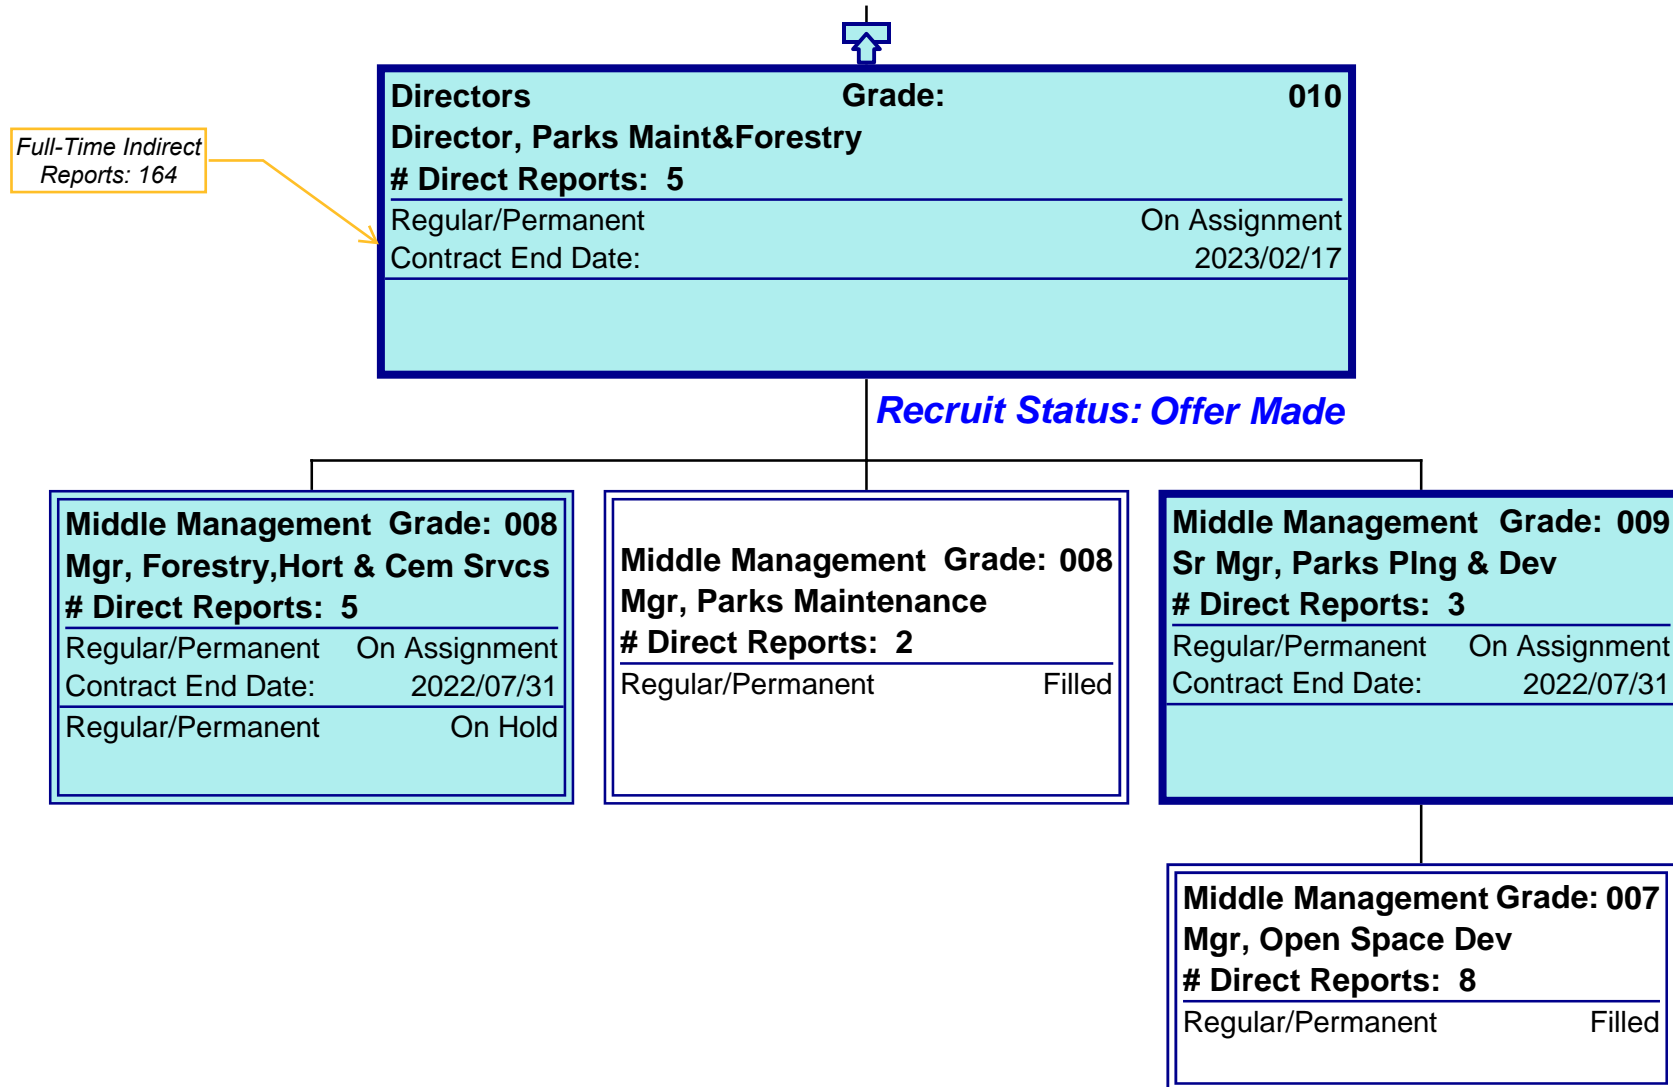 Full-Time Indirect
Reports: 164
Directors Grade: 010
Director, Parks Maint&Forestry
# Direct Reports: 5
Regular/Permanent On Assignment
Contract End Date: 2023/02/17
Recruit Status: Offer Made
Middle Management Grade: 008
Mgr, Forestry,Hort & Cem Srvcs
# Direct Reports: 5
Regular/Permanent On Assignment
Contract End Date: 2022/07/31
Regular/Permanent On Hold
Middle Management Grade: 008
Mgr, Parks Maintenance
# Direct Reports: 2
Regular/Permanent Filled
Middle Management Grade: 009
Sr Mgr, Parks Plng & Dev
# Direct Reports: 3
Regular/Permanent On Assignment
Contract End Date: 2022/07/31
Middle Management Grade: 007
Mgr, Open Space Dev
# Direct Reports: 8
Regular/Permanent Filled